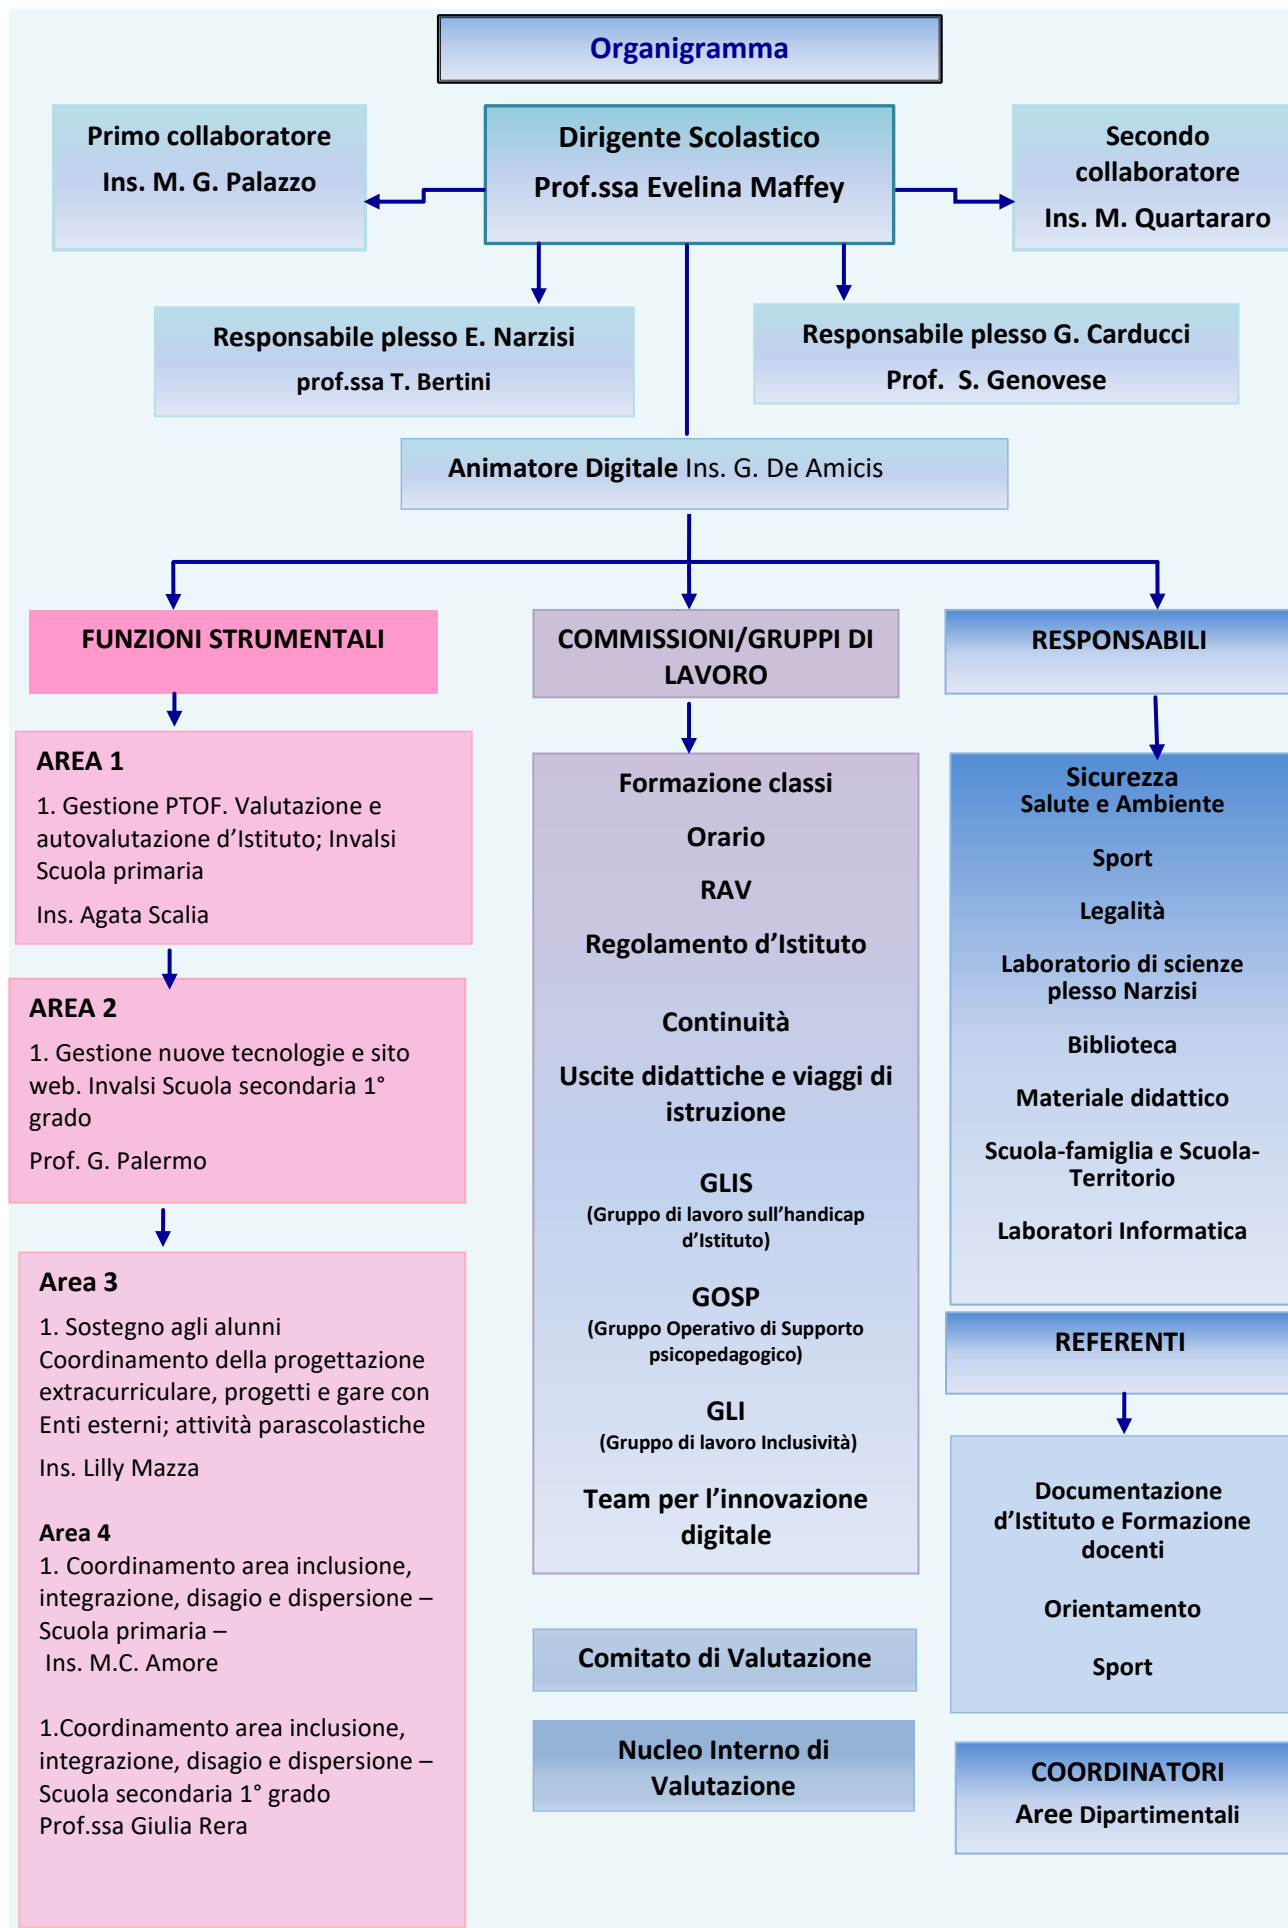 Organigramma
Primo collaboratore
Ins. M. G. Palazzo
Dirigente Scolastico
Prof.ssa Evelina Maffey
Secondo
collaboratore
Ins. M. Quartararo
Responsabile plesso E. Narzisi
prof.ssa T. Bertini
Responsabile plesso G. Carducci
Prof. S. Genovese
Animatore Digitale Ins. G. De Amicis
FUNZIONI STRUMENTALI
AREA 1
1. Gestione PTOF. Valutazione e
autovalutazione d’Istituto; Invalsi
Scuola primaria
Ins. Agata Scalia
AREA 2
1. Gestione nuove tecnologie e sito
web. Invalsi Scuola secondaria 1°
grado
Prof. G. Palermo
Area 3
1. Sostegno agli alunni
Coordinamento della progettazione
extracurriculare, progetti e gare con
Enti esterni; attività parascolastiche
Ins. Lilly Mazza
Area 4
1. Coordinamento area inclusione,
integrazione, disagio e dispersione –
Scuola primaria –
Ins. M.C. Amore
1.Coordinamento area inclusione,
integrazione, disagio e dispersione –
Scuola secondaria 1° grado
Prof.ssa Giulia Rera
COMMISSIONI/GRUPPI DI
LAVORO
Formazione classi
Orario
RAV
Regolamento d’Istituto
Continuità
Uscite didattiche e viaggi di
istruzione
GLIS
(Gruppo di lavoro sull’handicap
d’Istituto)
GOSP
(Gruppo Operativo di Supporto
psicopedagogico)
GLI
(Gruppo di lavoro Inclusività)
Team per l’innovazione
digitale
Comitato di Valutazione
Nucleo Interno di
Valutazione
RESPONSABILI
Sicurezza
Salute e Ambiente
Sport
Legalità
Laboratorio di scienze
plesso Narzisi
Biblioteca
Materiale didattico
Scuola-famiglia e Scuola-
Territorio
Laboratori Informatica
REFERENTI
Documentazione
d’Istituto e Formazione
docenti
Orientamento
Sport
COORDINATORI
Aree Dipartimentali